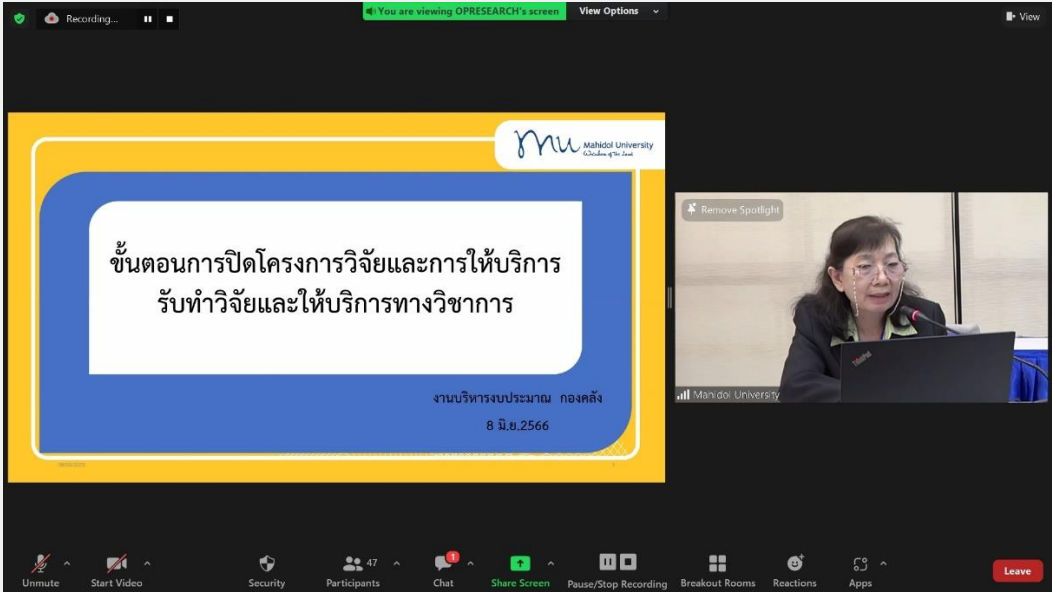 Recording...
You are viewing OPRESEARCH's screen
View Options
View
mu Mahidol University
Wisdom of the Land
ขั้นตอนการปิดโครงการวิจัยและการให้บริการ
รับทำวิจัยและให้บริการทางวิชาการ
งานบริหารงบประมาณ กองคลัง
8 มิ.ย.2566
Remove Spotlight
ThinkPad
Mahidol University
Unmute
Start Video
Security
47
Participants
1
Chat
Share Screen
Pause/Stop Recording
Breakout Rooms
Reactions
Apps
Leave